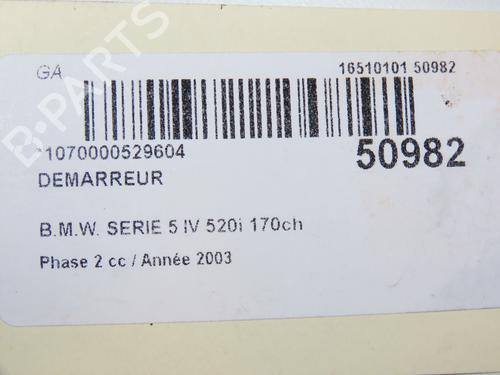 GA
16510101 50982
*1070000529604
50982
DEMARREUR
B.M.W. SERIE 5 IV 520i 170ch
Phase 2 cc / Année 2003
B-PARTS